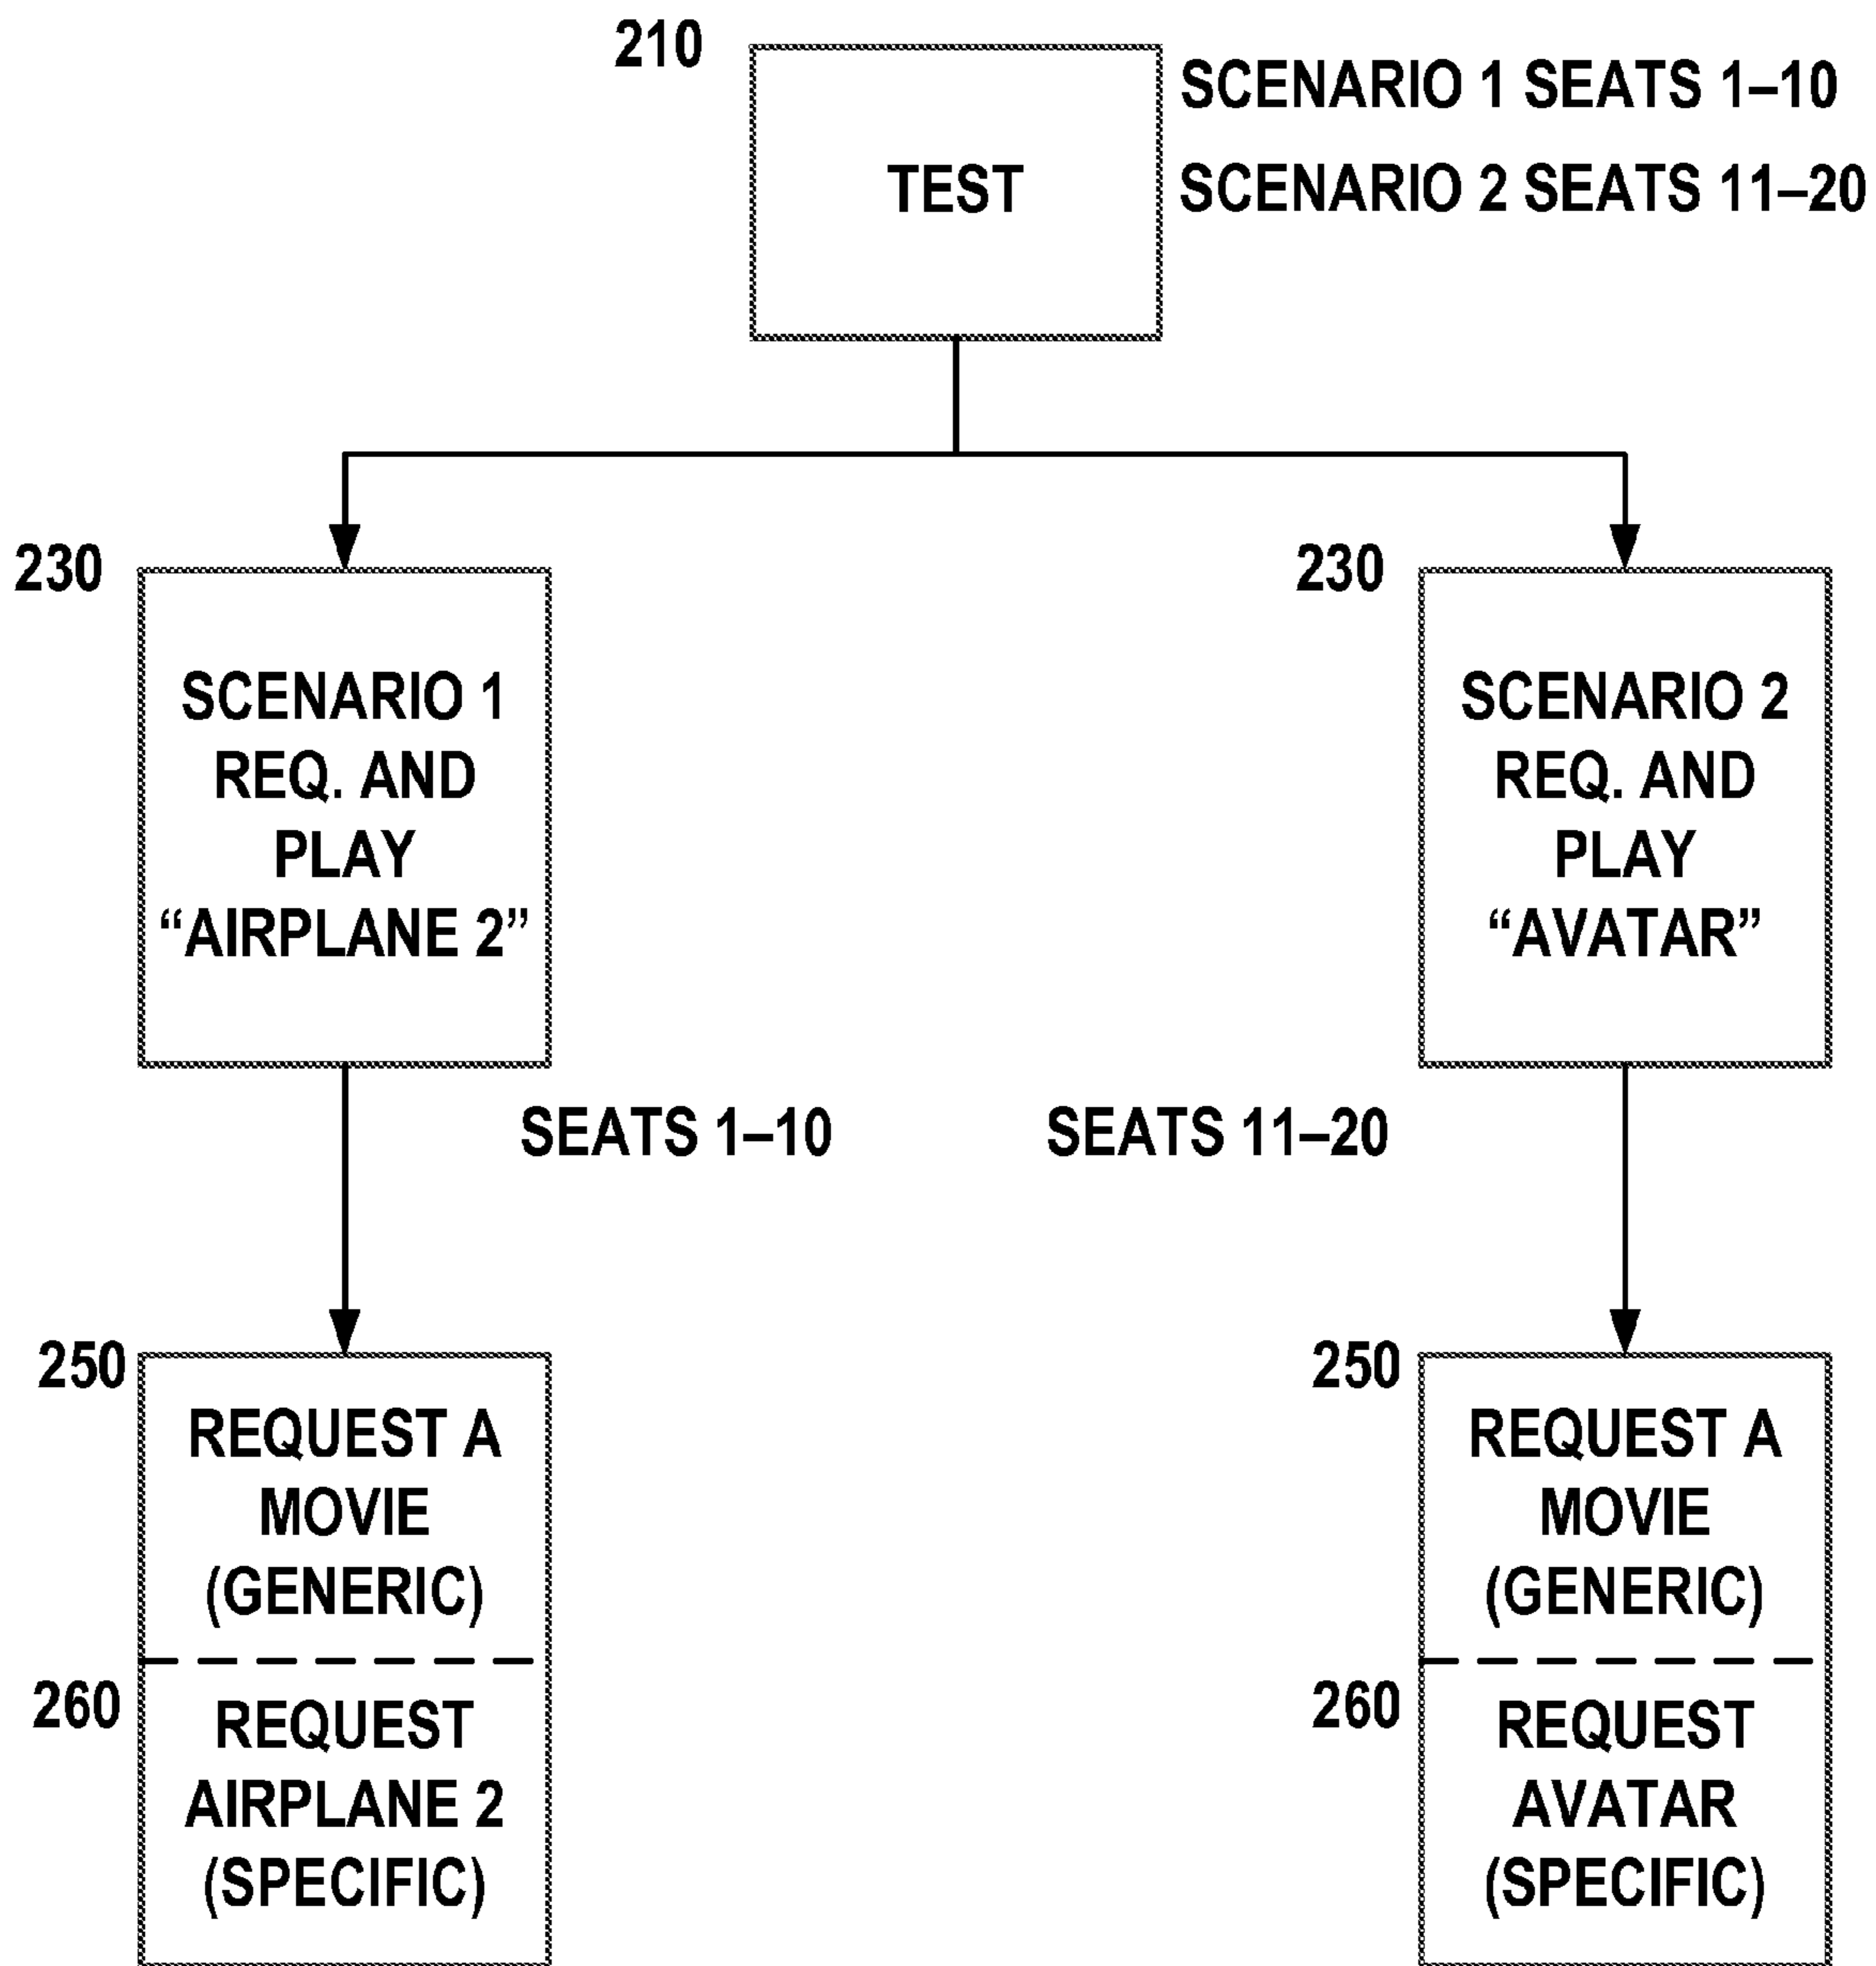 210
SCENARIO 1 SEATS 1–10
TEST
SCENARIO 2 SEATS 11–20
230
SCENARIO 1
REQ. AND
PLAY
“AIRPLANE 2”
230
SCENARIO 2
REQ. AND
PLAY
“AVATAR”
SEATS 1–10
SEATS 11–20
250
REQUEST A
MOVIE
(GENERIC)
260
REQUEST
AIRPLANE 2
(SPECIFIC)
250
REQUEST A
MOVIE
(GENERIC)
260
REQUEST
AVATAR
(SPECIFIC)